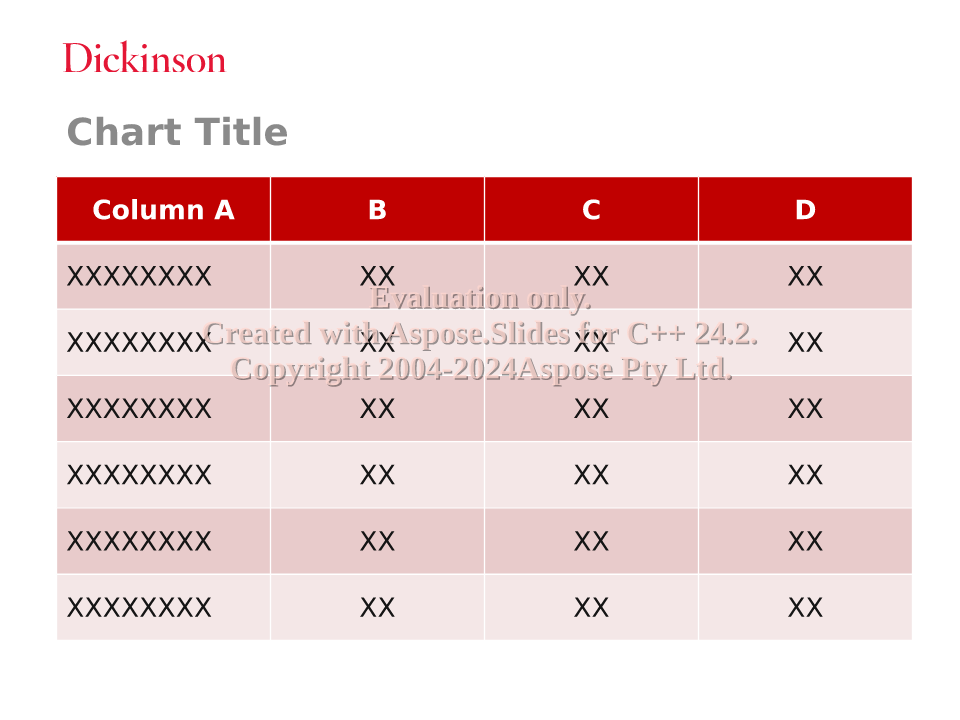 Dickinson
Chart Title
Column A B C D
XXXXXXXX XX XX XX
Evaluation only.
Created with Aspose.Slides for C++ 24.2.
XXXXXXXX XX XX XX
Copyright 2004-2024Aspose Pty Ltd.
XXXXXXXX XX XX XX
XXXXXXXX XX XX XX
XXXXXXXX XX XX XX
XXXXXXXX XX XX XX